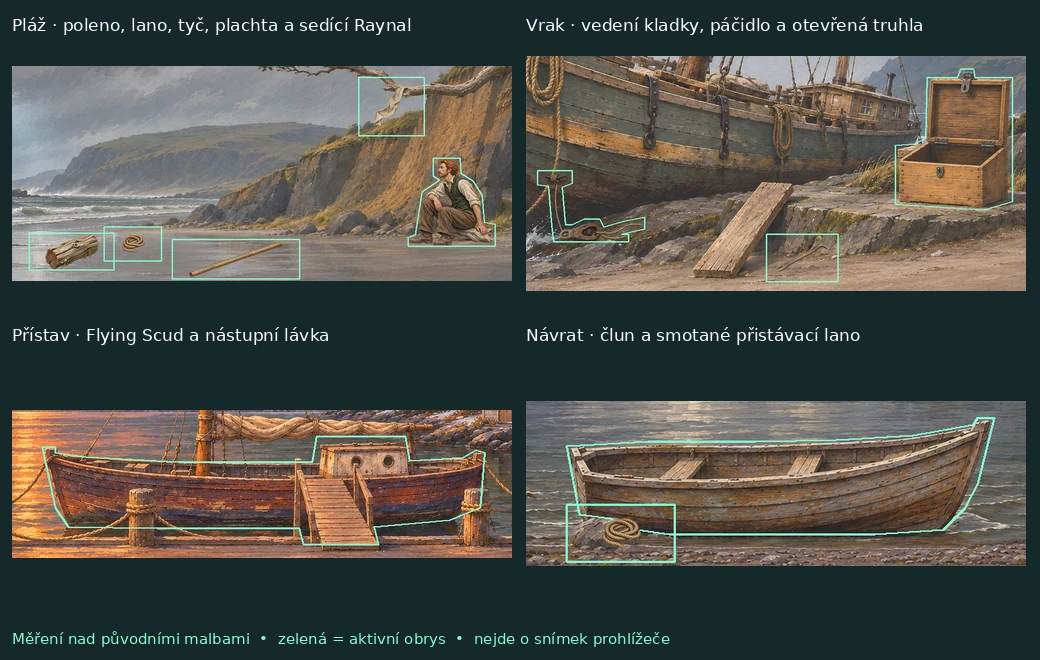 Pláž · poleno, lano, tyč, plachta a sedící Raynal
Vrak · vedení kladky, páčidlo a otevřená truhla
Přístav · Flying Scud a nástupní lávka
Návrat · člun a smotané přistávací lano
Měření nad původními malbami • zelená = aktivní obrys • nejde o snímek prohlížeče